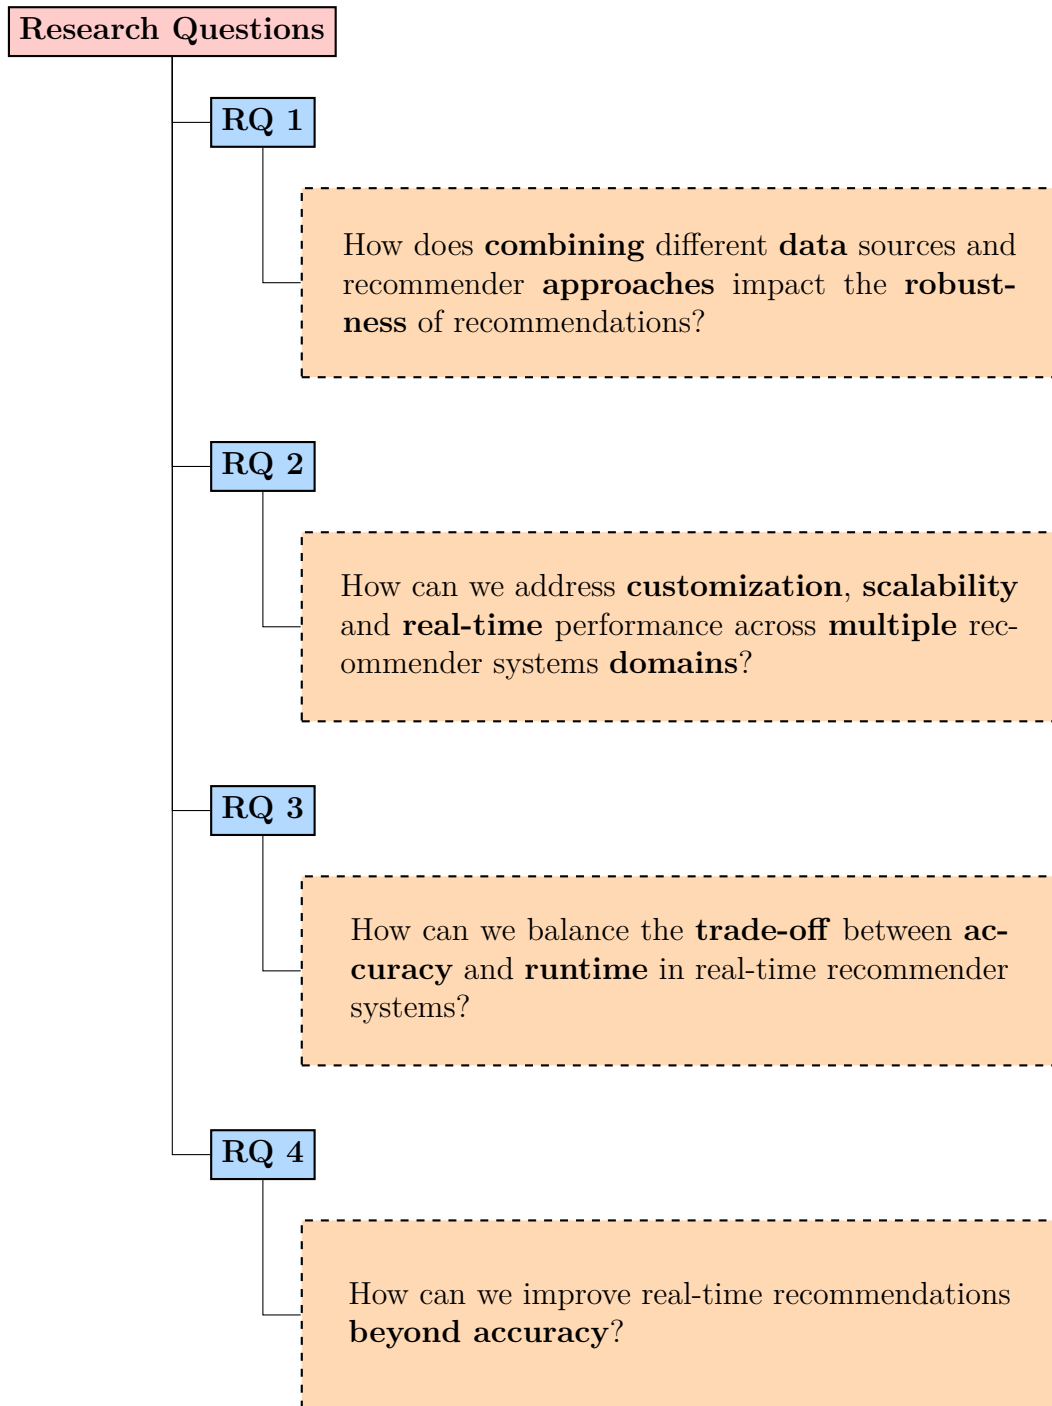 Research Questions
RQ 1
How does combining different data sources and
recommender approaches impact the robust-
ness of recommendations?
RQ 2
How can we address customization, scalability
and real-time performance across multiple rec-
ommender systems domains?
RQ 3
How can we balance the trade-off between ac-
curacy and runtime in real-time recommender
systems?
RQ 4
How can we improve real-time recommendations
beyond accuracy?